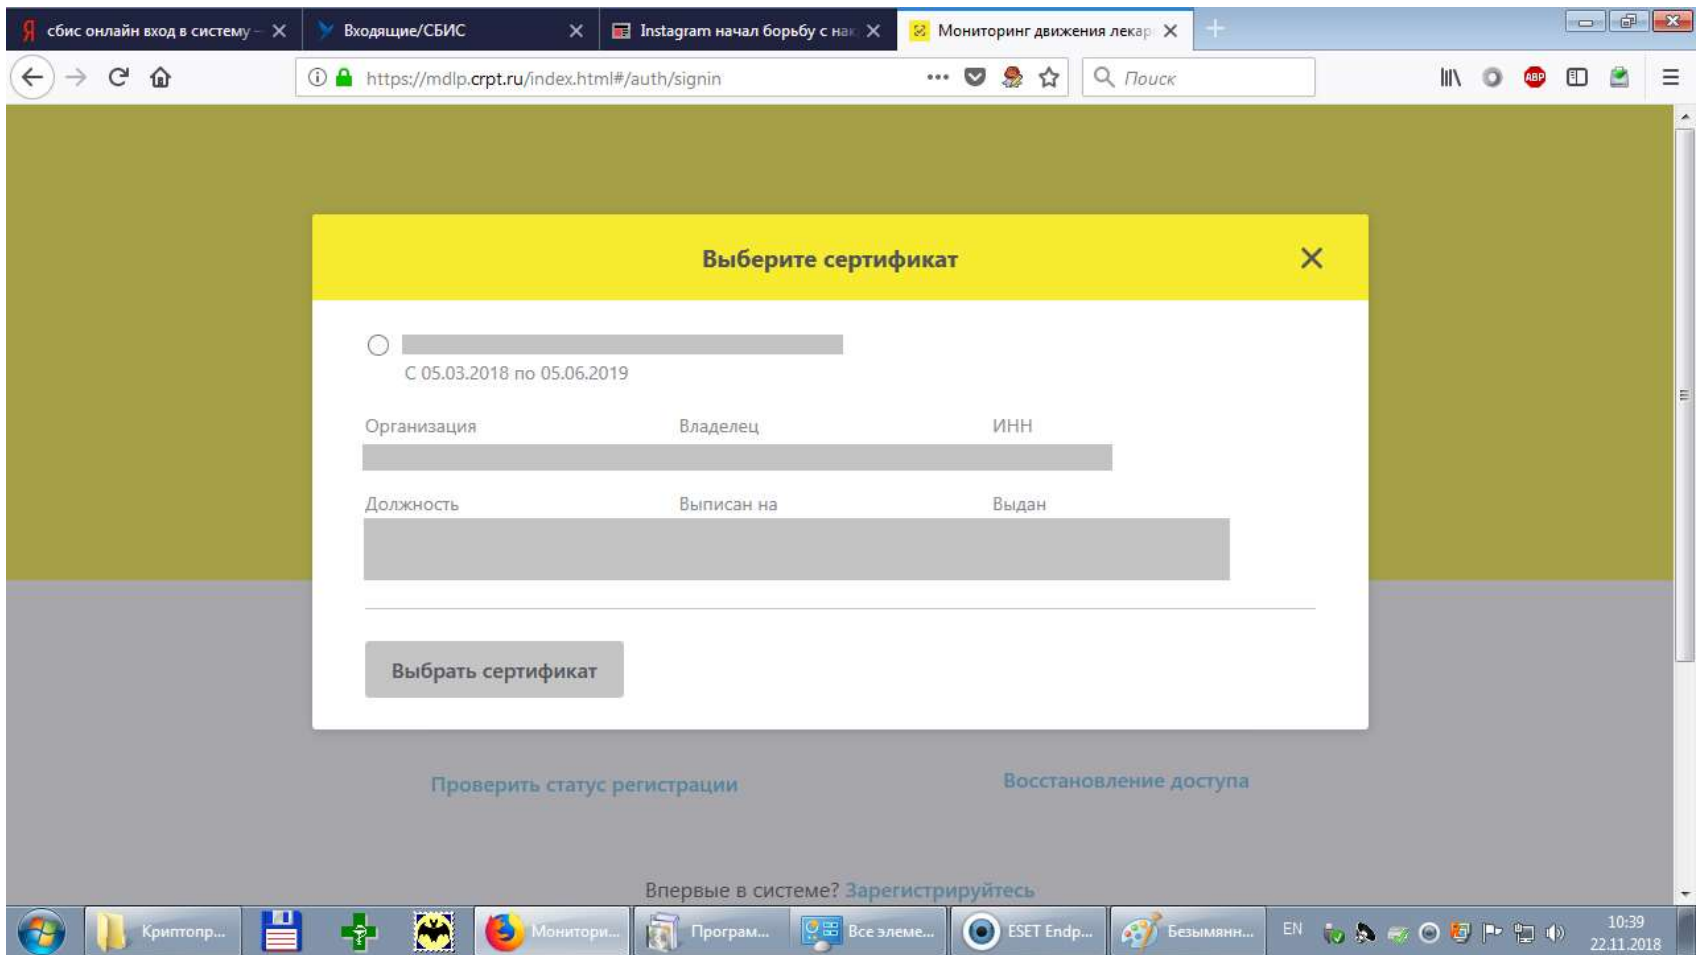 Я сбис онлайн вход в систему –
Входящие/СБИС
Instagram начал борьбу с нак
Мониторинг движения лекар
https://mdlp.crpt.ru/index.html#/auth/signin
Поиск
ABP
Выберите сертификат
С 05.03.2018 по 05.06.2019
Организация Владелец ИНН
Должность Выписан на Выдан
Выбрать сертификат
Проверить статус регистрации
Восстановление доступа
Впервые в системе? Зарегистрируйтесь
Криптопр...
Монитори...
Програм...
Все элеме...
ESET Endp...
Безымянн...
EN
10:39
22.11.2018